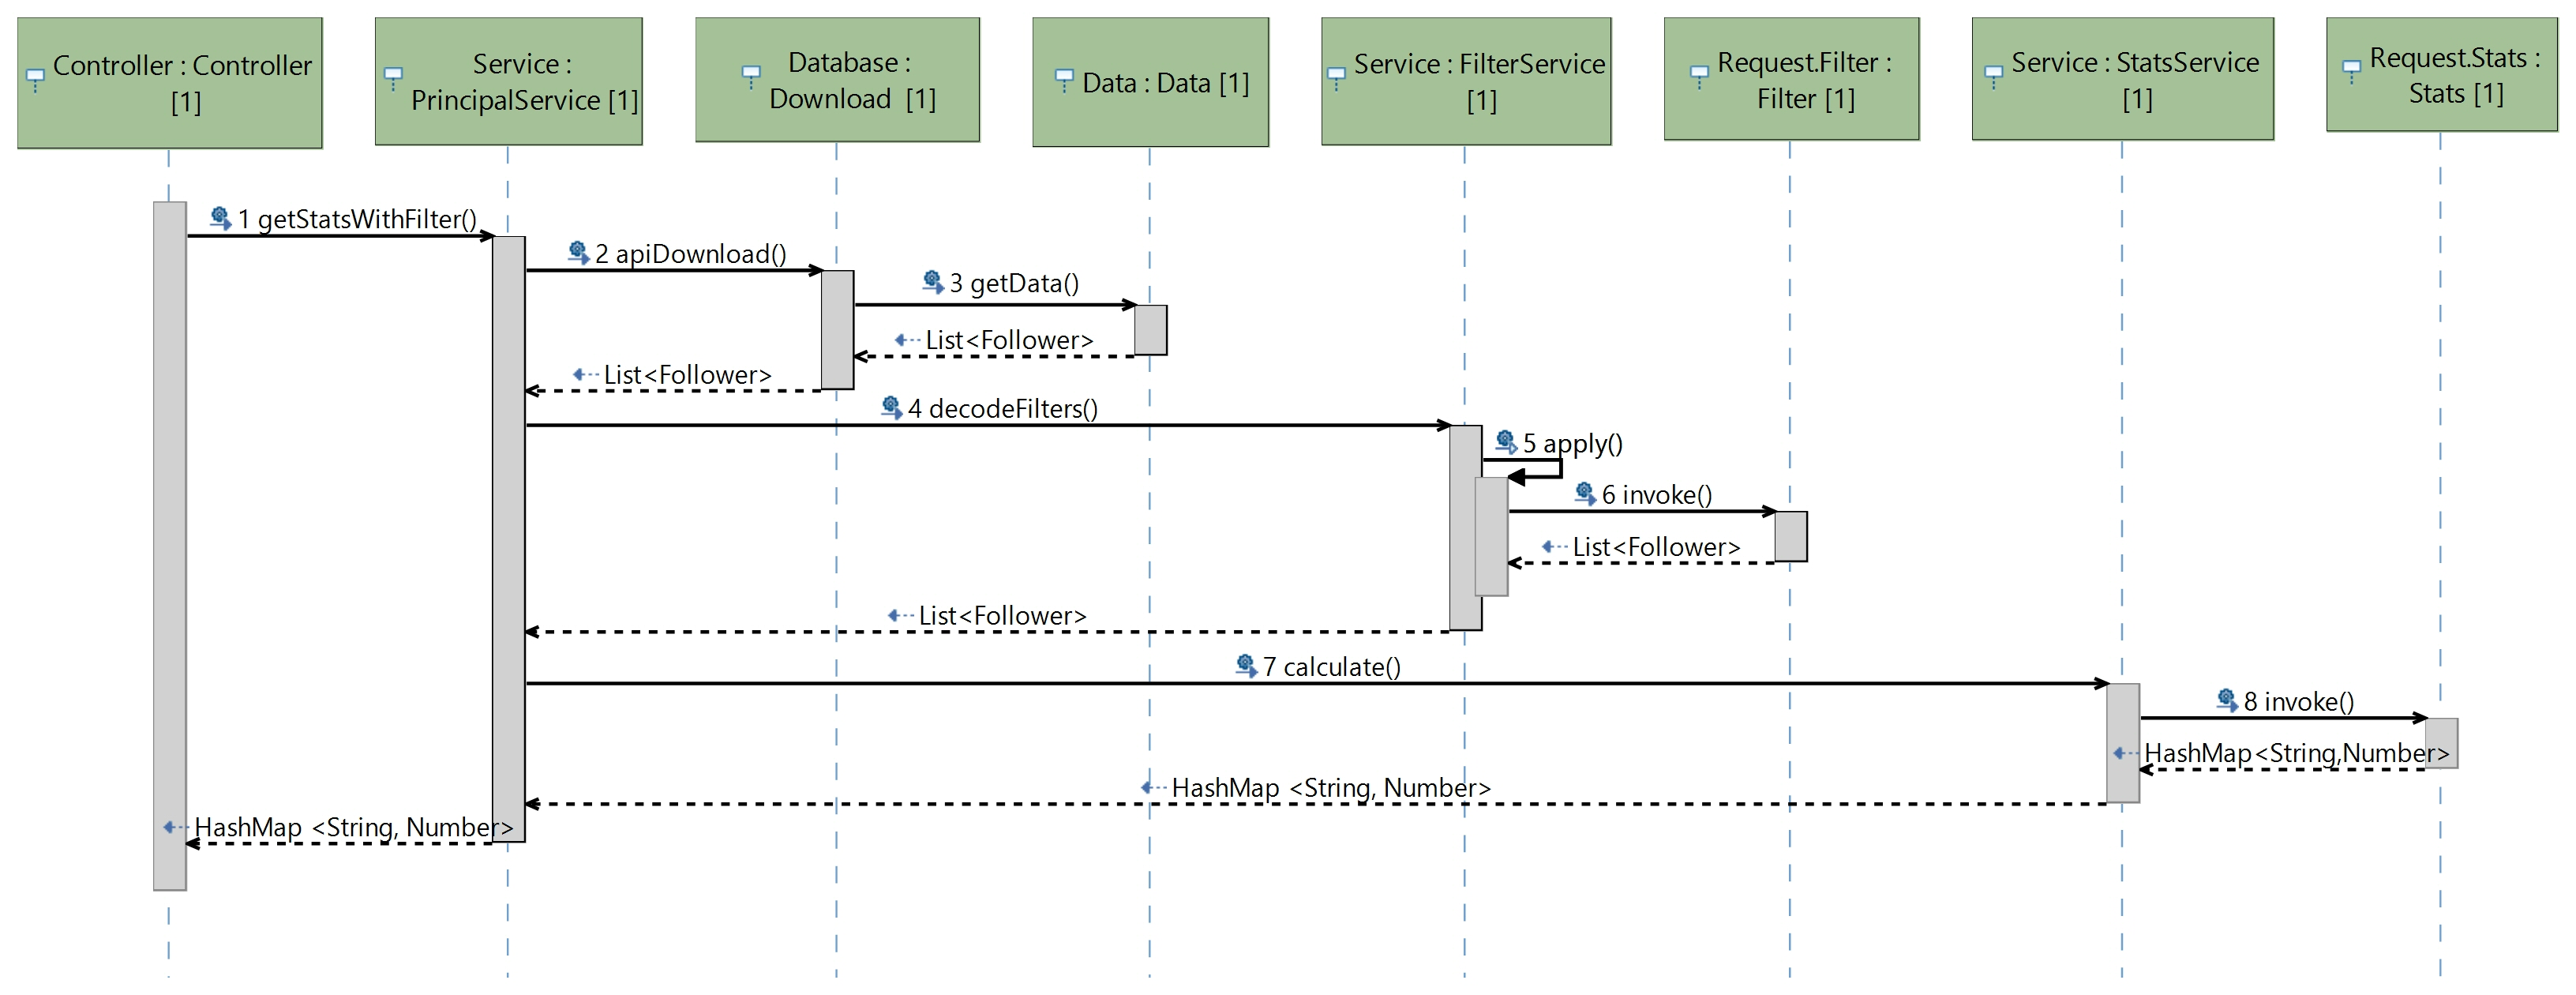 Controller : Controller
[1]
Service :
PrincipalService [1]
Database :
Download [1]
Data : Data [1]
Service : FilterService
[1]
Request.Filter :
Filter [1]
Service : StatsService
[1]
Request.Stats :
Stats [1]
1 getStatsWithFilter()
2 apiDownload()
3 getData()
List<Follower>
List<Follower>
4 decodeFilters()
5 apply()
6 invoke()
List<Follower>
List<Follower>
7 calculate()
8 invoke()
HashMap<String,Number>
HashMap <String, Number>
HashMap <String, Number>